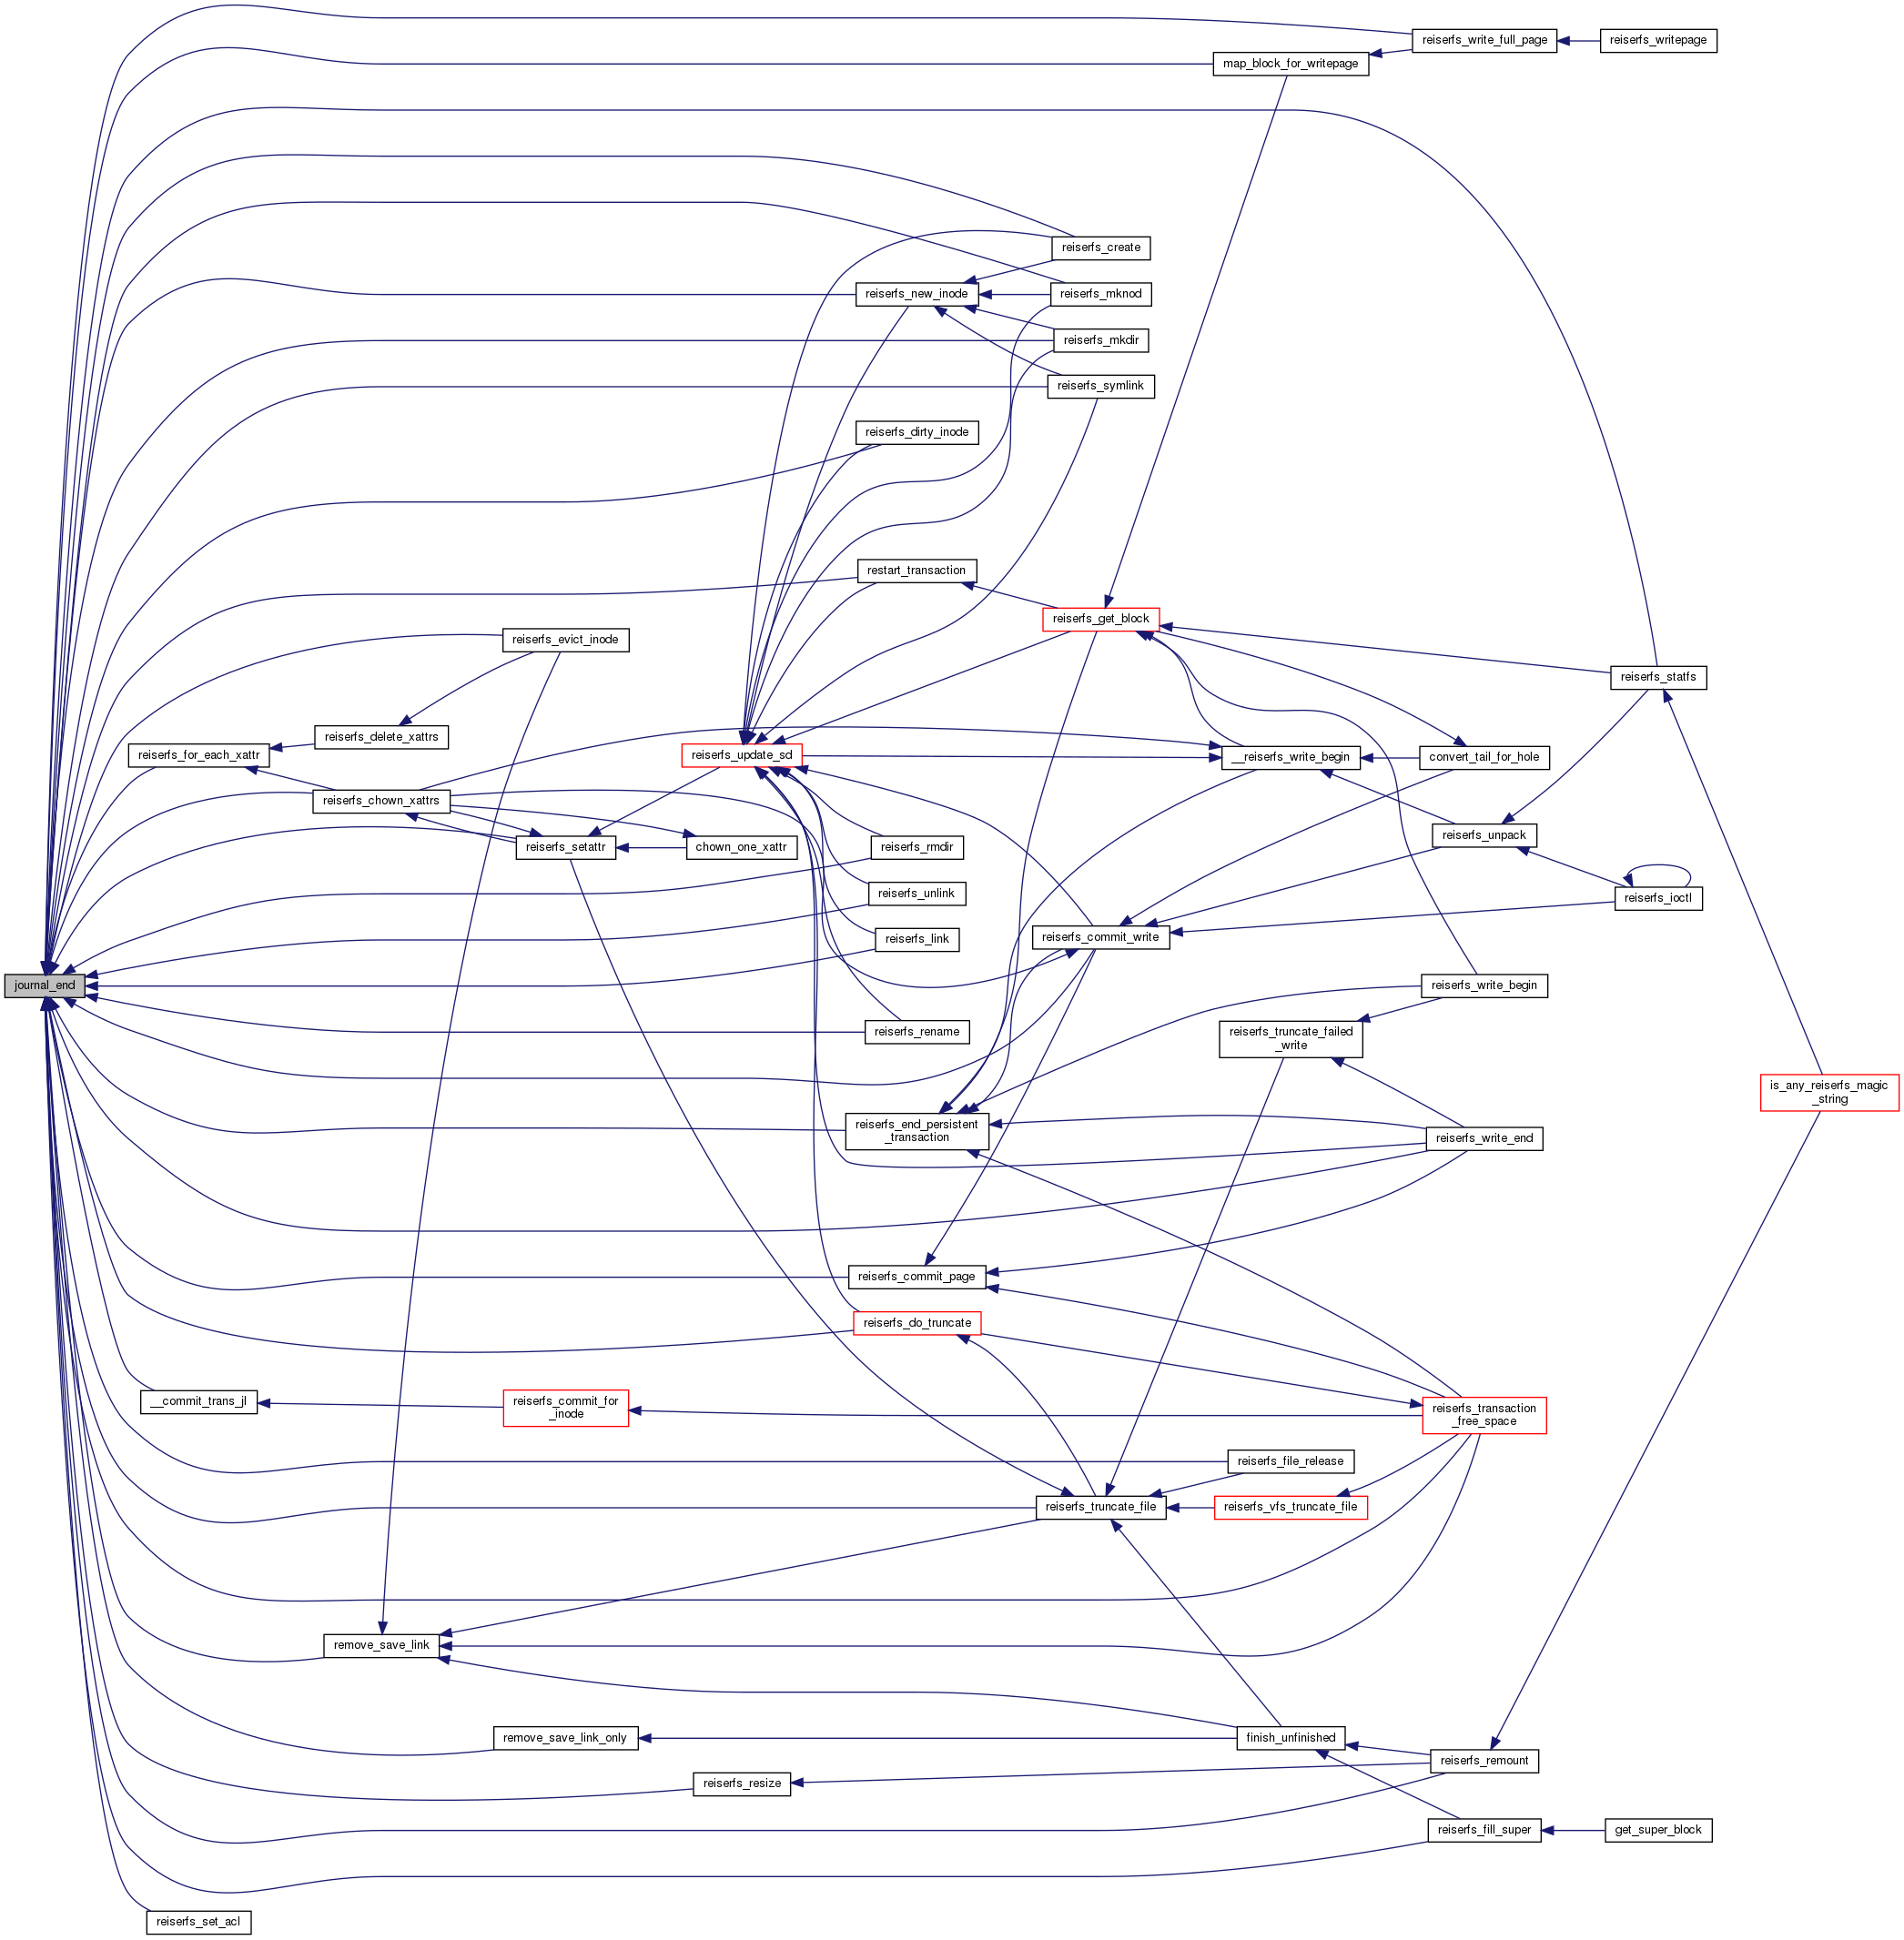 reiserfs_write_full_page
reiserfs_writepage
map_block_for_writepage
reiserfs_create
reiserfs_new_inode
reiserfs_mknod
reiserfs_mkdir
reiserfs_symlink
reiserfs_dirty_inode
restart_transaction
reiserfs_get_block
reiserfs_evict_inode
reiserfs_statfs
reiserfs_delete_xattrs
reiserfs_for_each_xattr
reiserfs_update_sd
__reiserfs_write_begin
convert_tail_for_hole
reiserfs_chown_xattrs
reiserfs_unpack
reiserfs_setattr
chown_one_xattr
reiserfs_rmdir
reiserfs_unlink
reiserfs_ioctl
reiserfs_link
reiserfs_commit_write
journal_end
reiserfs_write_begin
reiserfs_rename
reiserfs_truncate_failed
_write
is_any_reiserfs_magic
_string
reiserfs_end_persistent
_transaction
reiserfs_write_end
reiserfs_commit_page
reiserfs_do_truncate
__commit_trans_jl
reiserfs_commit_for
_inode
reiserfs_transaction
_free_space
reiserfs_file_release
reiserfs_truncate_file
reiserfs_vfs_truncate_file
remove_save_link
remove_save_link_only
finish_unfinished
reiserfs_remount
reiserfs_resize
reiserfs_fill_super
get_super_block
reiserfs_set_acl